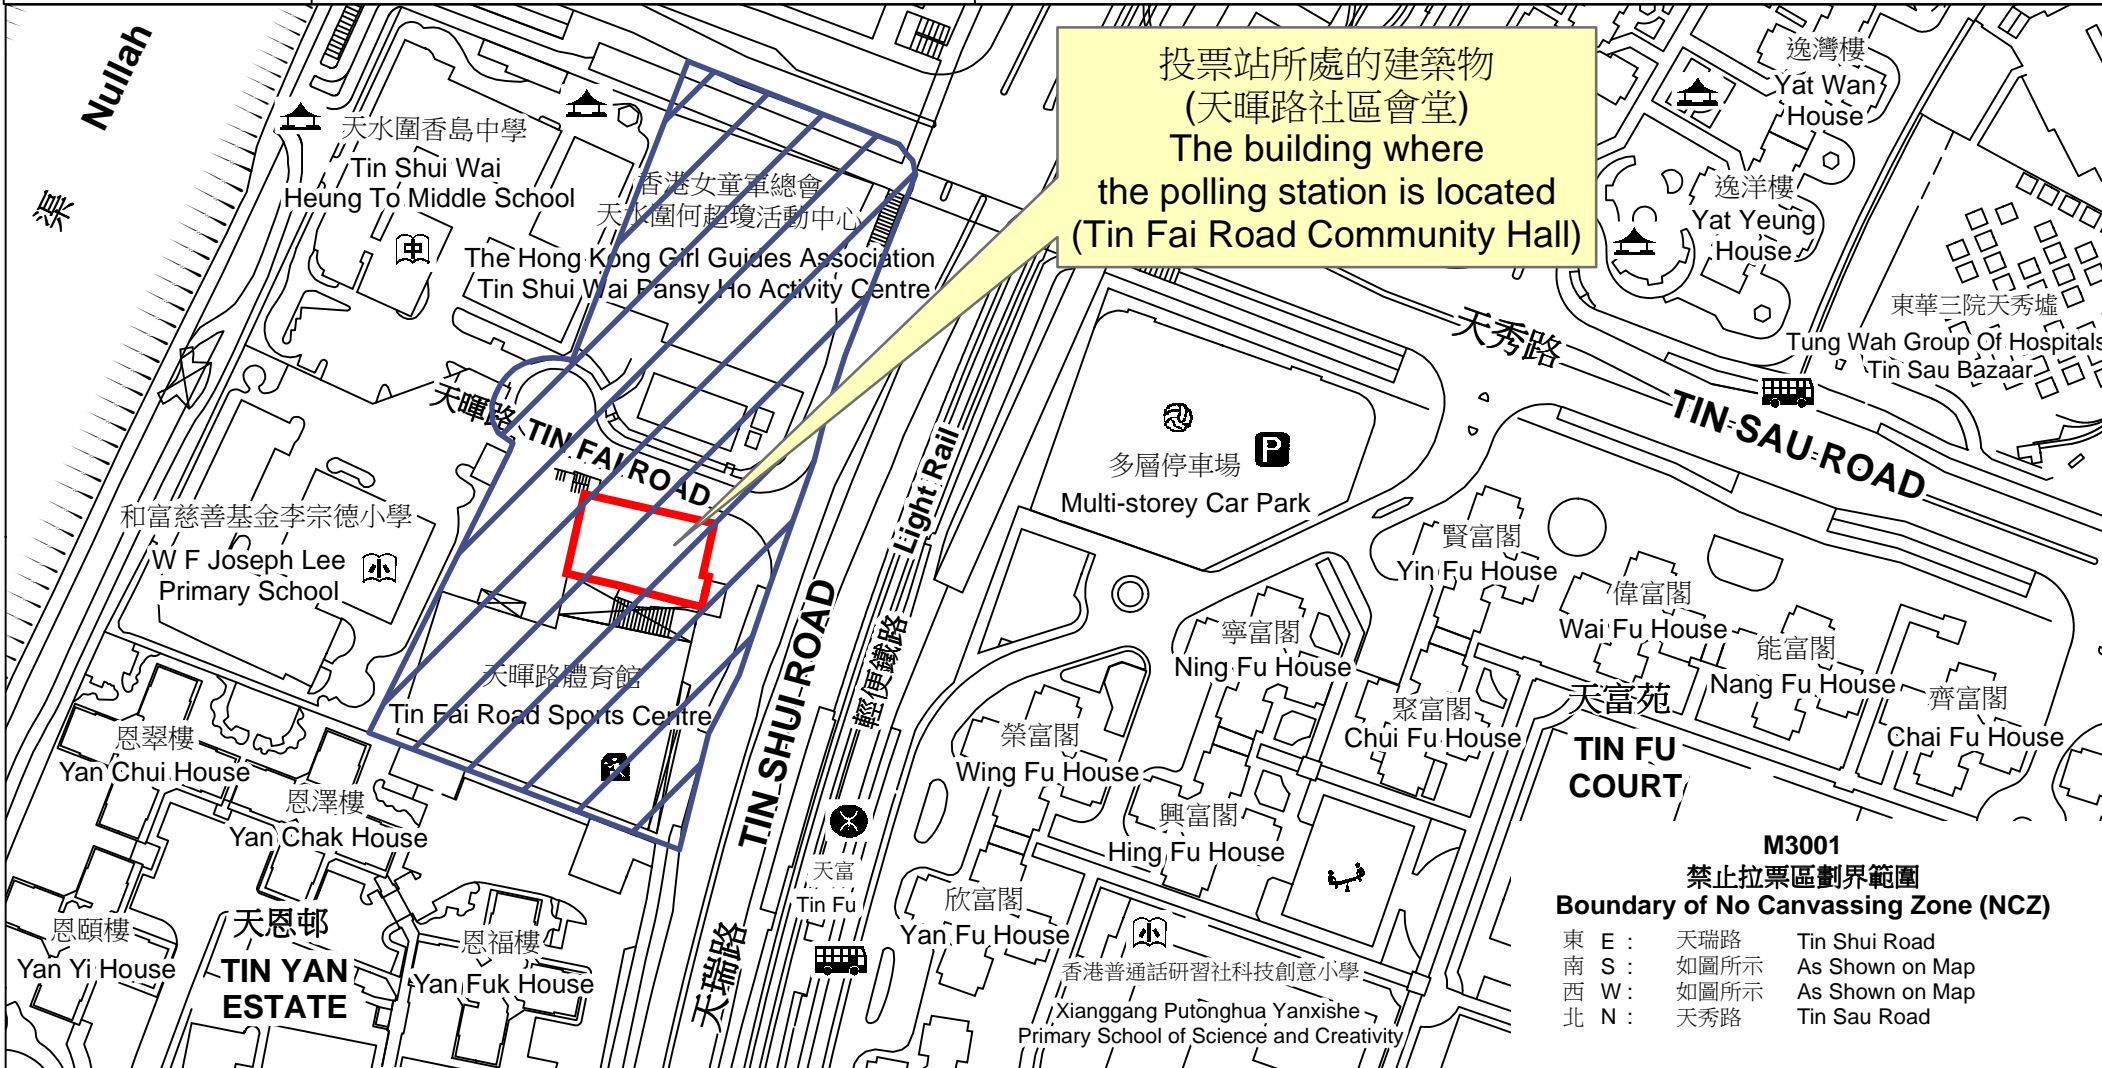 Nullah
渠
天水圍香島中學
Tin Shui Wai
Heung To Middle School
香港女童軍總會
天水圍何超瓊活動中心
The Hong Kong Girl Guides Association
Tin Shui Wai Pansy Ho Activity Centre
投票站所處的建築物
(天暉路社區會堂)
The building where
the polling station is located
(Tin Fai Road Community Hall)
逸灣樓
Yat Wan
House
逸洋樓
Yat Yeung
House
東華三院天秀墟
Tung Wah Group Of Hospitals
Tin Sau Bazaar
天秀路
TIN SAU ROAD
天暉路 TIN FAI ROAD
Light Rail
輕便鐵路
多層停車場
P
Multi-storey Car Park
和富慈善基金李宗德小學
W F Joseph Lee
Primary School
中
小
賢富閣
Yin Fu House
偉富閣
Wai Fu House
寧富閣
Ning Fu House
能富閣
Nang Fu House
天暉路體育館
Tin Fai Road Sports Centre
TIN SHUI ROAD
天瑞路
聚富閣
Chui Fu House
天富苑
TIN FU
COURT
齊富閣
Chai Fu House
恩翠樓
Yan Chui House
恩澤樓
Yan Chak House
榮富閣
Wing Fu House
興富閣
Hing Fu House
天富
Tin Fu
欣富閣
Yan Fu House
恩頤樓
Yan Yi House
天恩邨
TIN YAN
ESTATE
恩福樓
Yan Fuk House
小
香港普通話研習社科技創意小學
Xianggang Putonghua Yanxishe
Primary School of Science and Creativity
M3001
禁止拉票區劃界範圍
Boundary of No Canvassing Zone (NCZ)
東 E : 天瑞路 Tin Shui Road
南 S : 如圖所示 As Shown on Map
西 W : 如圖所示 As Shown on Map
北 N : 天秀路 Tin Sau Road